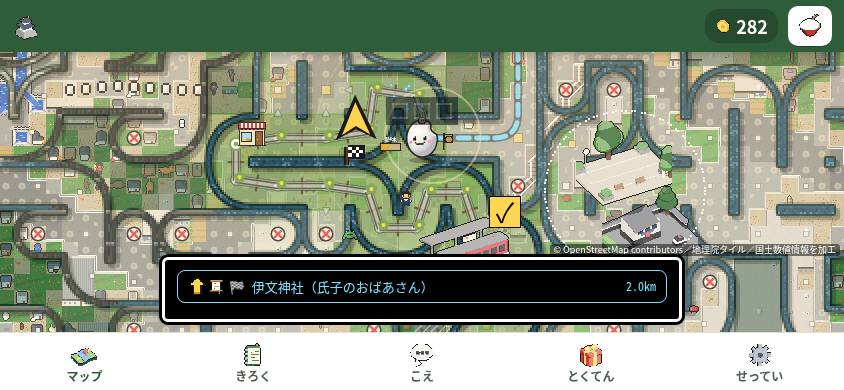 282
© OpenStreetMap contributors／地理院タイル／国土数値情報を加工
伊文神社（氏子のおばあさん） 2.0km
マップ きろく こえ とくてん せってい